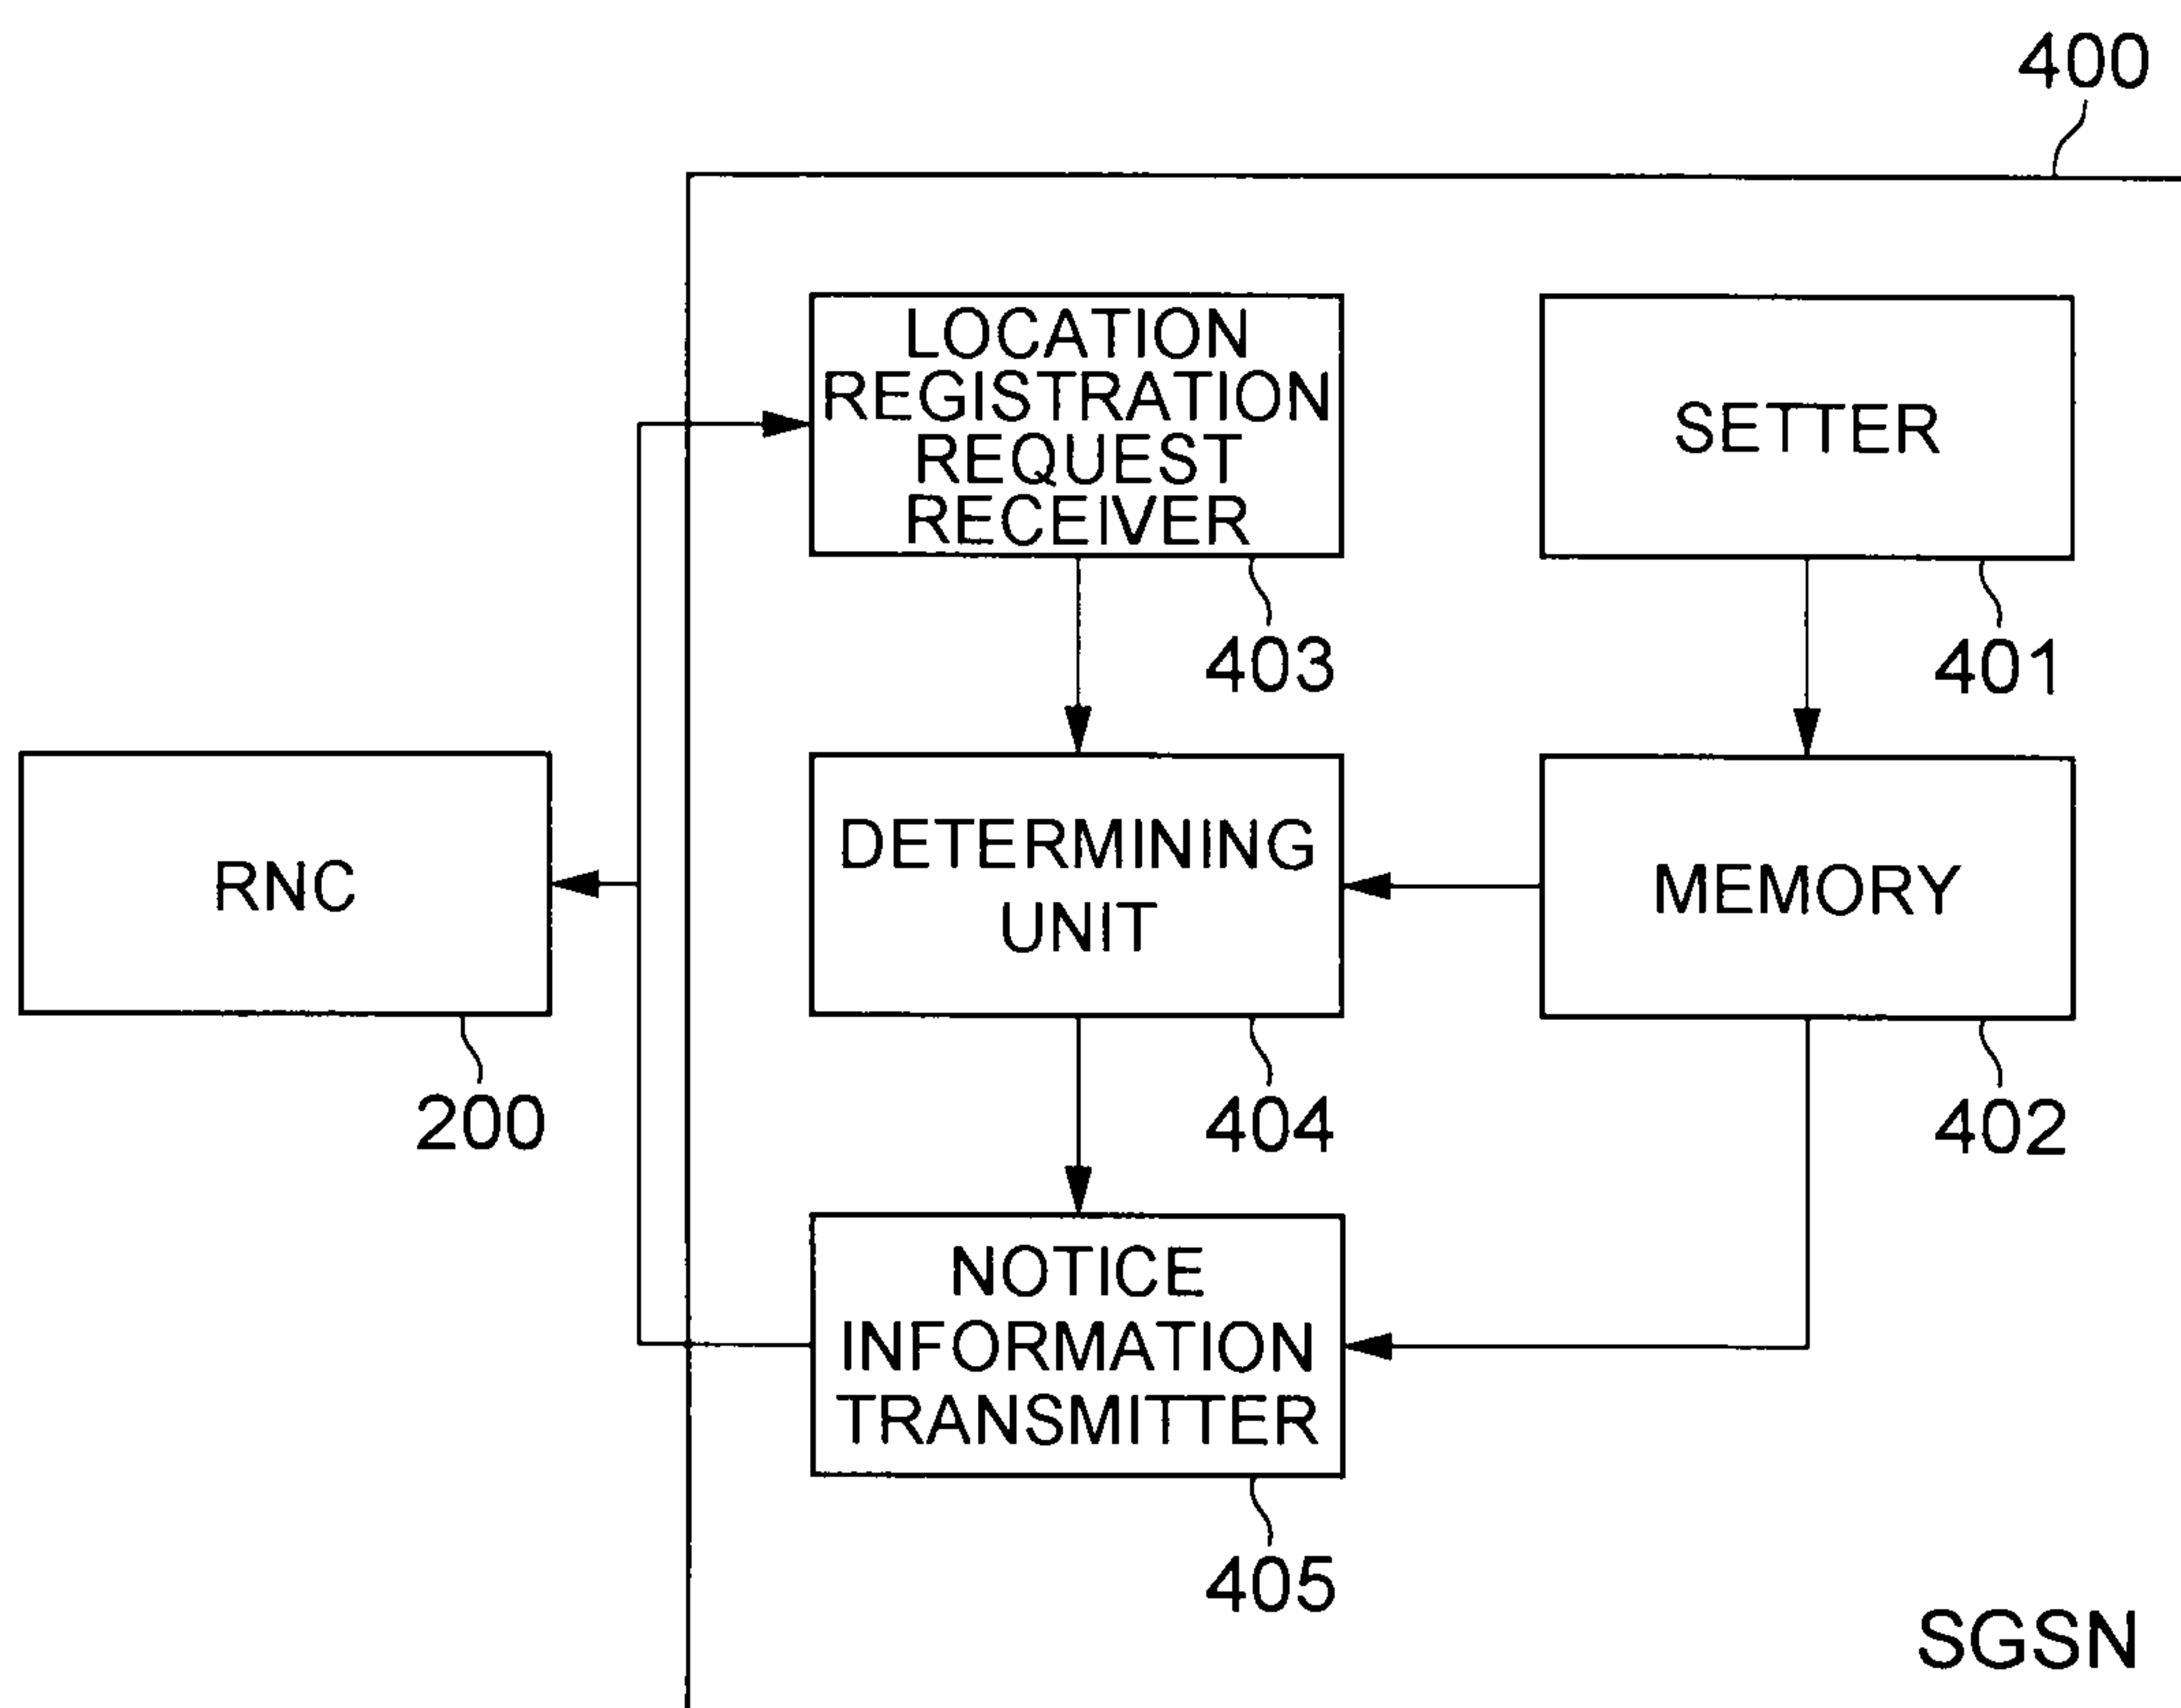 400
LOCATION
REGISTRATION
REQUEST
RECEIVER
SETTER
403
401
RNC
DETERMINING
UNIT
MEMORY
200
404
402
NOTICE
INFORMATION
TRANSMITTER
405
SGSN